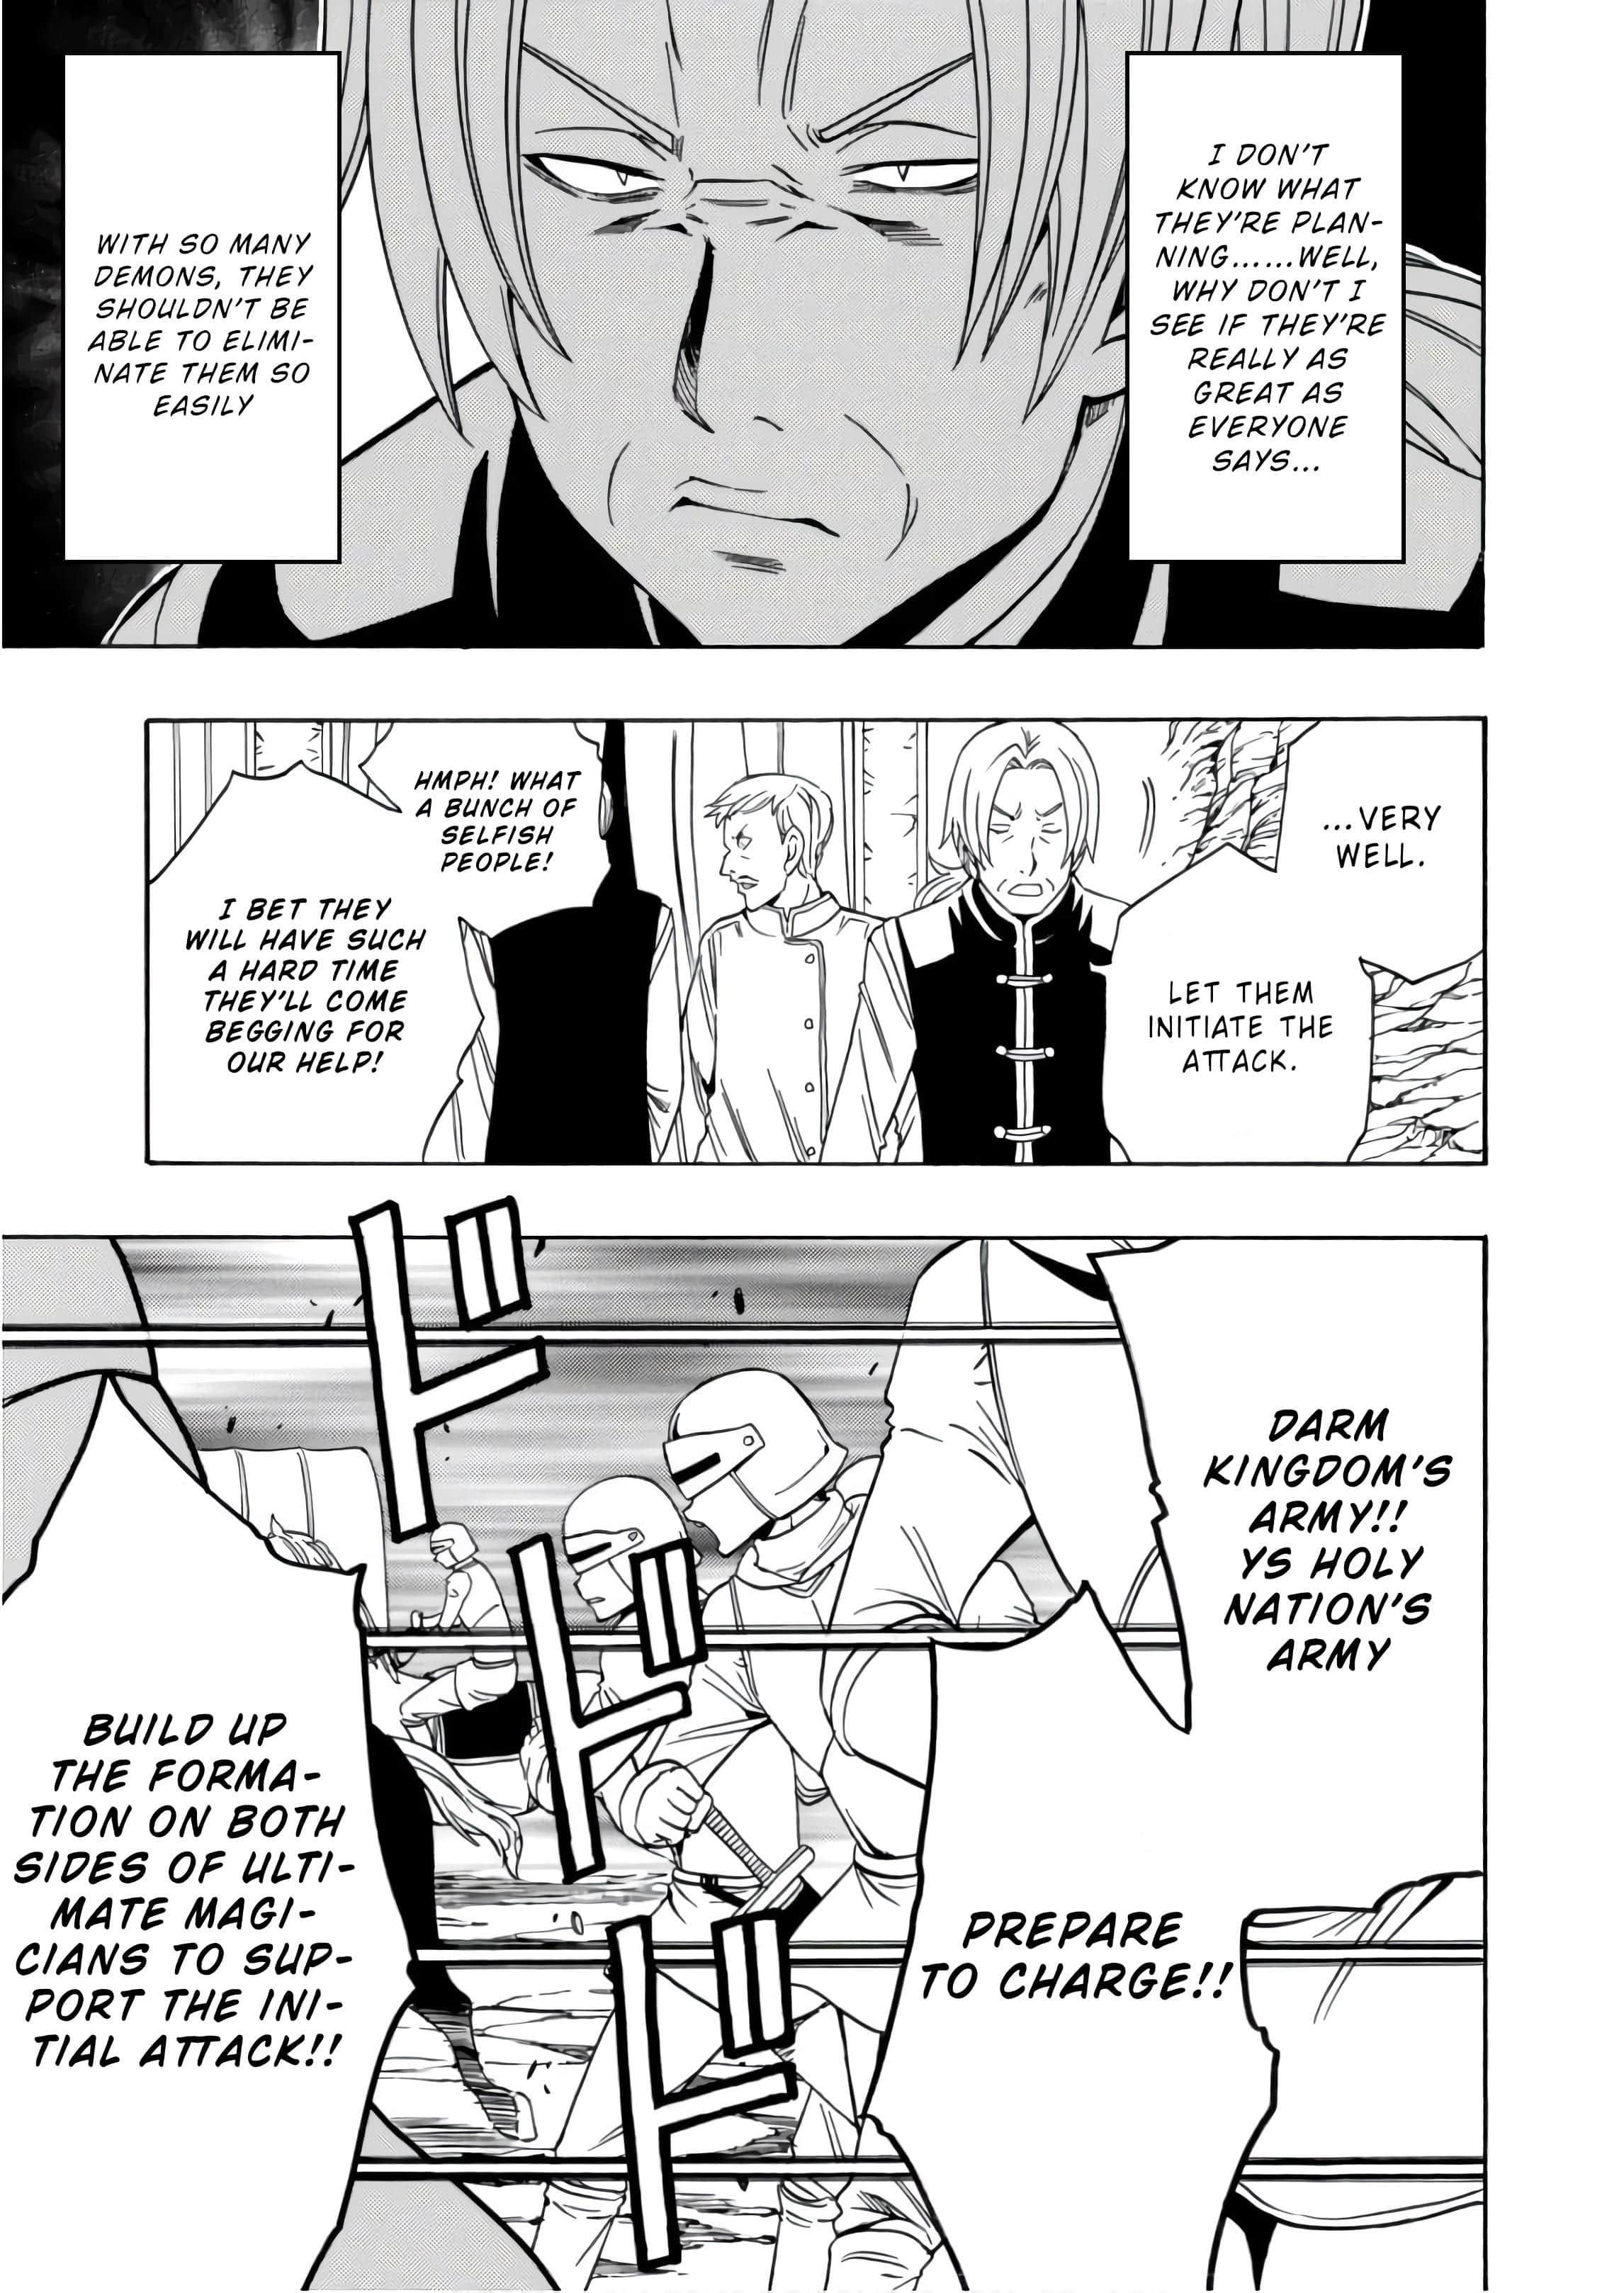 I DON'T
KNOW WHAT
THEY'RE PLAN-
NING......WELL,
WHY DON'T I
SEE IF THEY'RE
REALLY AS
GREAT AS
EVERYONE
SAYS...
WITH SO MANY
DEMONS, THEY
SHOULDN'T BE
ABLE TO ELIMI-
NATE THEM SO
EASILY
...VERY
WELL.
LET THEM
INITIATE THE
ATTACK.
HMPH! WHAT
A BUNCH OF
SELFISH
PEOPLE!
I BET THEY
WILL HAVE SUCH
A HARD TIME
THEY'LL COME
BEGGING FOR
OUR HELP!
DARM
KINGDOM'S
ARMY!!
YS HOLY
NATION'S
ARMY
PREPARE
TO CHARGE!!
ド
ド
ド
BUILD UP
THE FORMA-
TION ON BOTH
SIDES OF ULTI-
MATE MAGI-
CIANS TO SUP-
PORT THE INI-
TIAL ATTACK!!